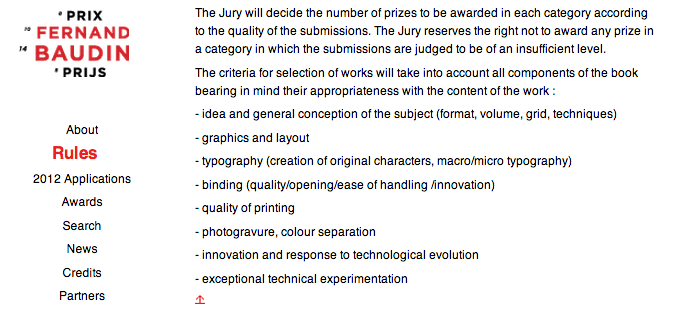 ⁸ PRIX
¹⁰ FERNAND
¹⁴ BAUDIN
⁸ PRIJS
About
Rules
2012 Applications
Awards
Search
News
Credits
Partners
The Jury will decide the number of prizes to be awarded in each category according
to the quality of the submissions. The Jury reserves the right not to award any prize in
a category in which the submissions are judged to be of an insufficient level.
The criteria for selection of works will take into account all components of the book
bearing in mind their appropriateness with the content of the work :
- idea and general conception of the subject (format, volume, grid, techniques)
- graphics and layout
- typography (creation of original characters, macro/micro typography)
- binding (quality/opening/ease of handling /innovation)
- quality of printing
- photogravure, colour separation
- innovation and response to technological evolution
- exceptional technical experimentation
↑